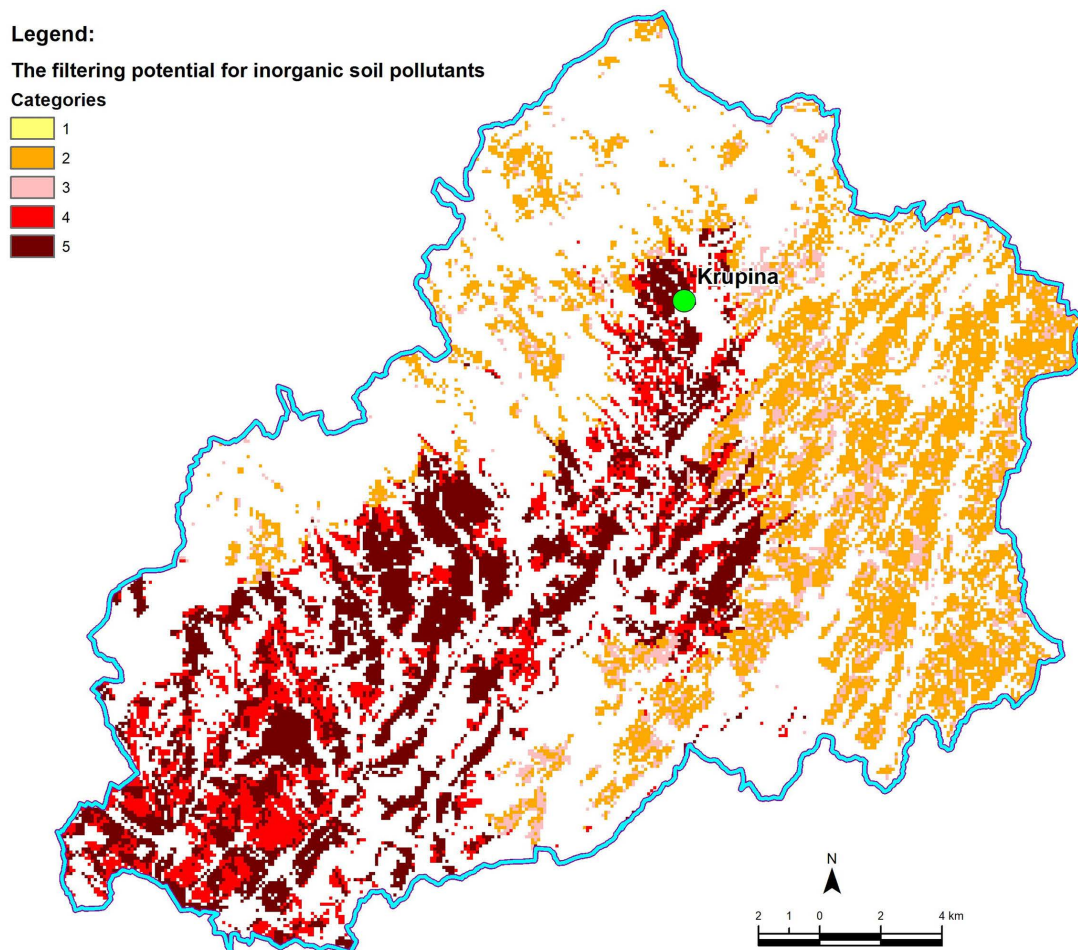 Legend:
The filtering potential for inorganic soil pollutants
Categories
1
2
3
4
5
Krupina
N
2 1 0 2 4 km